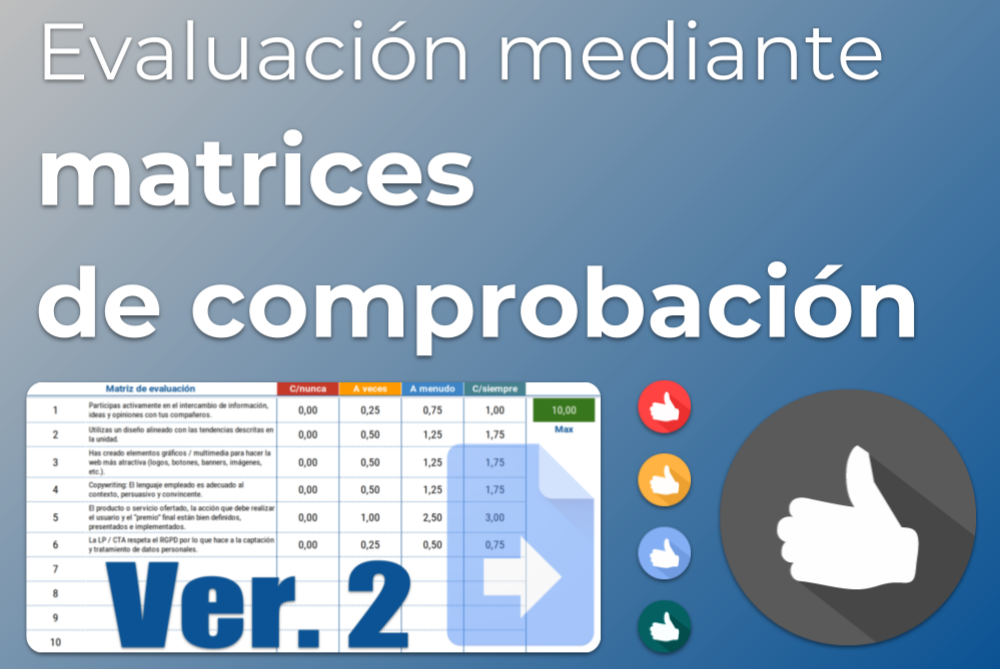 Evaluación mediante
matrices
de comprobación
Matriz de evaluación C/nunca A veces A menudo C/siempre
1 Participas activamente en el intercambio de información, 0,00 0,25 0,75 1,00 10,00
ideas y opiniones con tus compañeros.
Max
2 Utilizas un diseño alineado con las tendencias descritas en 0,00 0,50 1,25 1,75
la unidad.
3 Has creado elementos gráficos / multimedia para hacer la 0,00 0,50 1,25 1,75
web más atractiva (logos, botones, banners, imágenes,
etc.).
4 Copywriting: El lenguaje empleado es adecuado al 0,00 0,50 1,25 1,75
contexto, persuasivo y convincente.
5 El producto o servicio ofertado, la acción que debe realizar 0,00 1,00 2,50 3,00
el usuario y el "premio" final están bien definidos,
presentados e implementados.
6 La LP / CTA respeta el RGPD por lo que hace a la captación 0,00 0,25 0,50 0,75
y tratamiento de datos personales.
7
8
9
10
Ver. 2